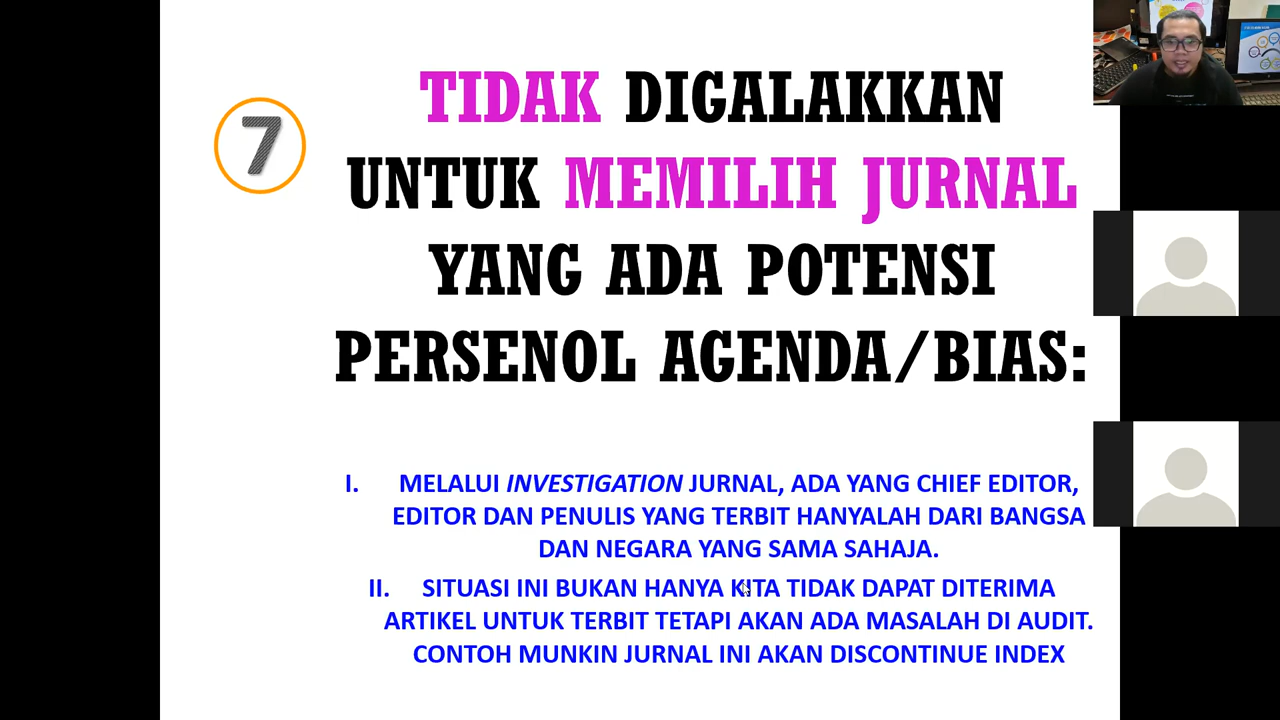 7
TIDAK DIGALAKKAN
UNTUK MEMILIH JURNAL
YANG ADA POTENSI
PERSENOL AGENDA/BIAS:
I. MELALUI INVESTIGATION JURNAL, ADA YANG CHIEF EDITOR,
EDITOR DAN PENULIS YANG TERBIT HANYALAH DARI BANGSA
DAN NEGARA YANG SAMA SAHAJA.
II. SITUASI INI BUKAN HANYA KITA TIDAK DAPAT DITERIMA
ARTIKEL UNTUK TERBIT TETAPI AKAN ADA MASALAH DI AUDIT.
CONTOH MUNKIN JURNAL INI AKAN DISCONTINUE INDEX